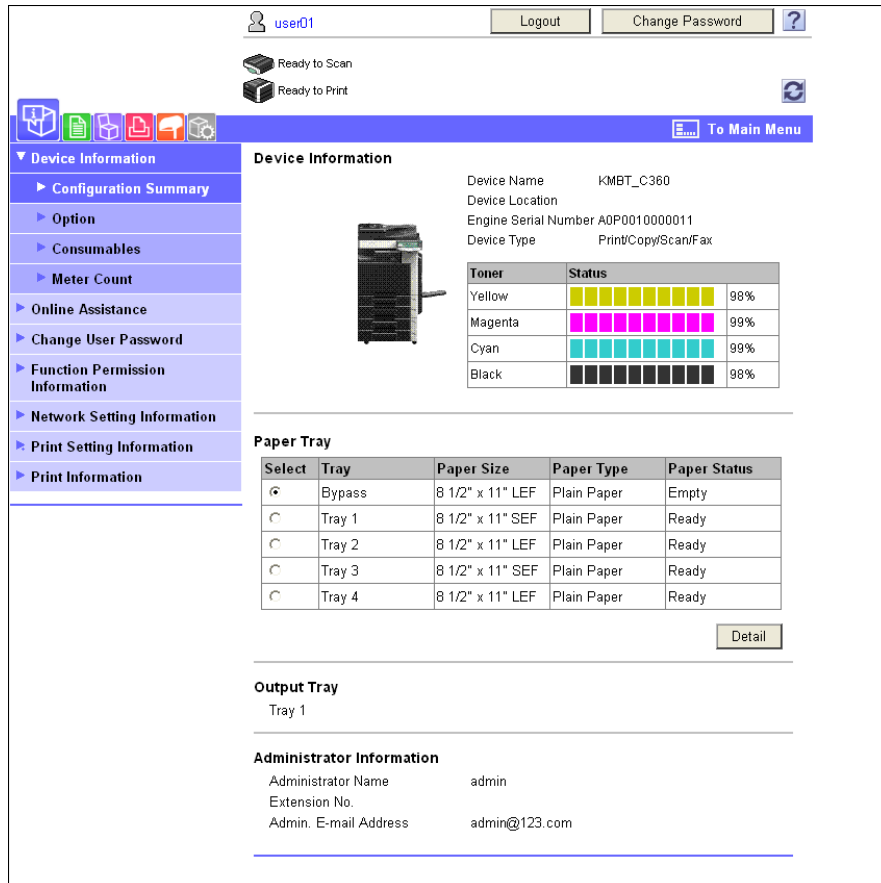 user01
Logout
Change Password
?
Ready to Scan
Ready to Print
To Main Menu
Device Information
Configuration Summary
Option
Consumables
Meter Count
Online Assistance
Change User Password
Function Permission
Information
Network Setting Information
Print Setting Information
Print Information
Device Information
Device Name KMBT_C360
Device Location
Engine Serial Number A0P0010000011
Device Type Print/Copy/Scan/Fax
Toner Status
Yellow 98%
Magenta 99%
Cyan 99%
Black 98%
Paper Tray
Select Tray Paper Size Paper Type Paper Status
Bypass 8 1/2" x 11" LEF Plain Paper Empty
Tray 1 8 1/2" x 11" SEF Plain Paper Ready
Tray 2 8 1/2" x 11" LEF Plain Paper Ready
Tray 3 8 1/2" x 11" SEF Plain Paper Ready
Tray 4 8 1/2" x 11" LEF Plain Paper Ready
Detail
Output Tray
Tray 1
Administrator Information
Administrator Name admin
Extension No.
Admin. E-mail Address admin@123.com